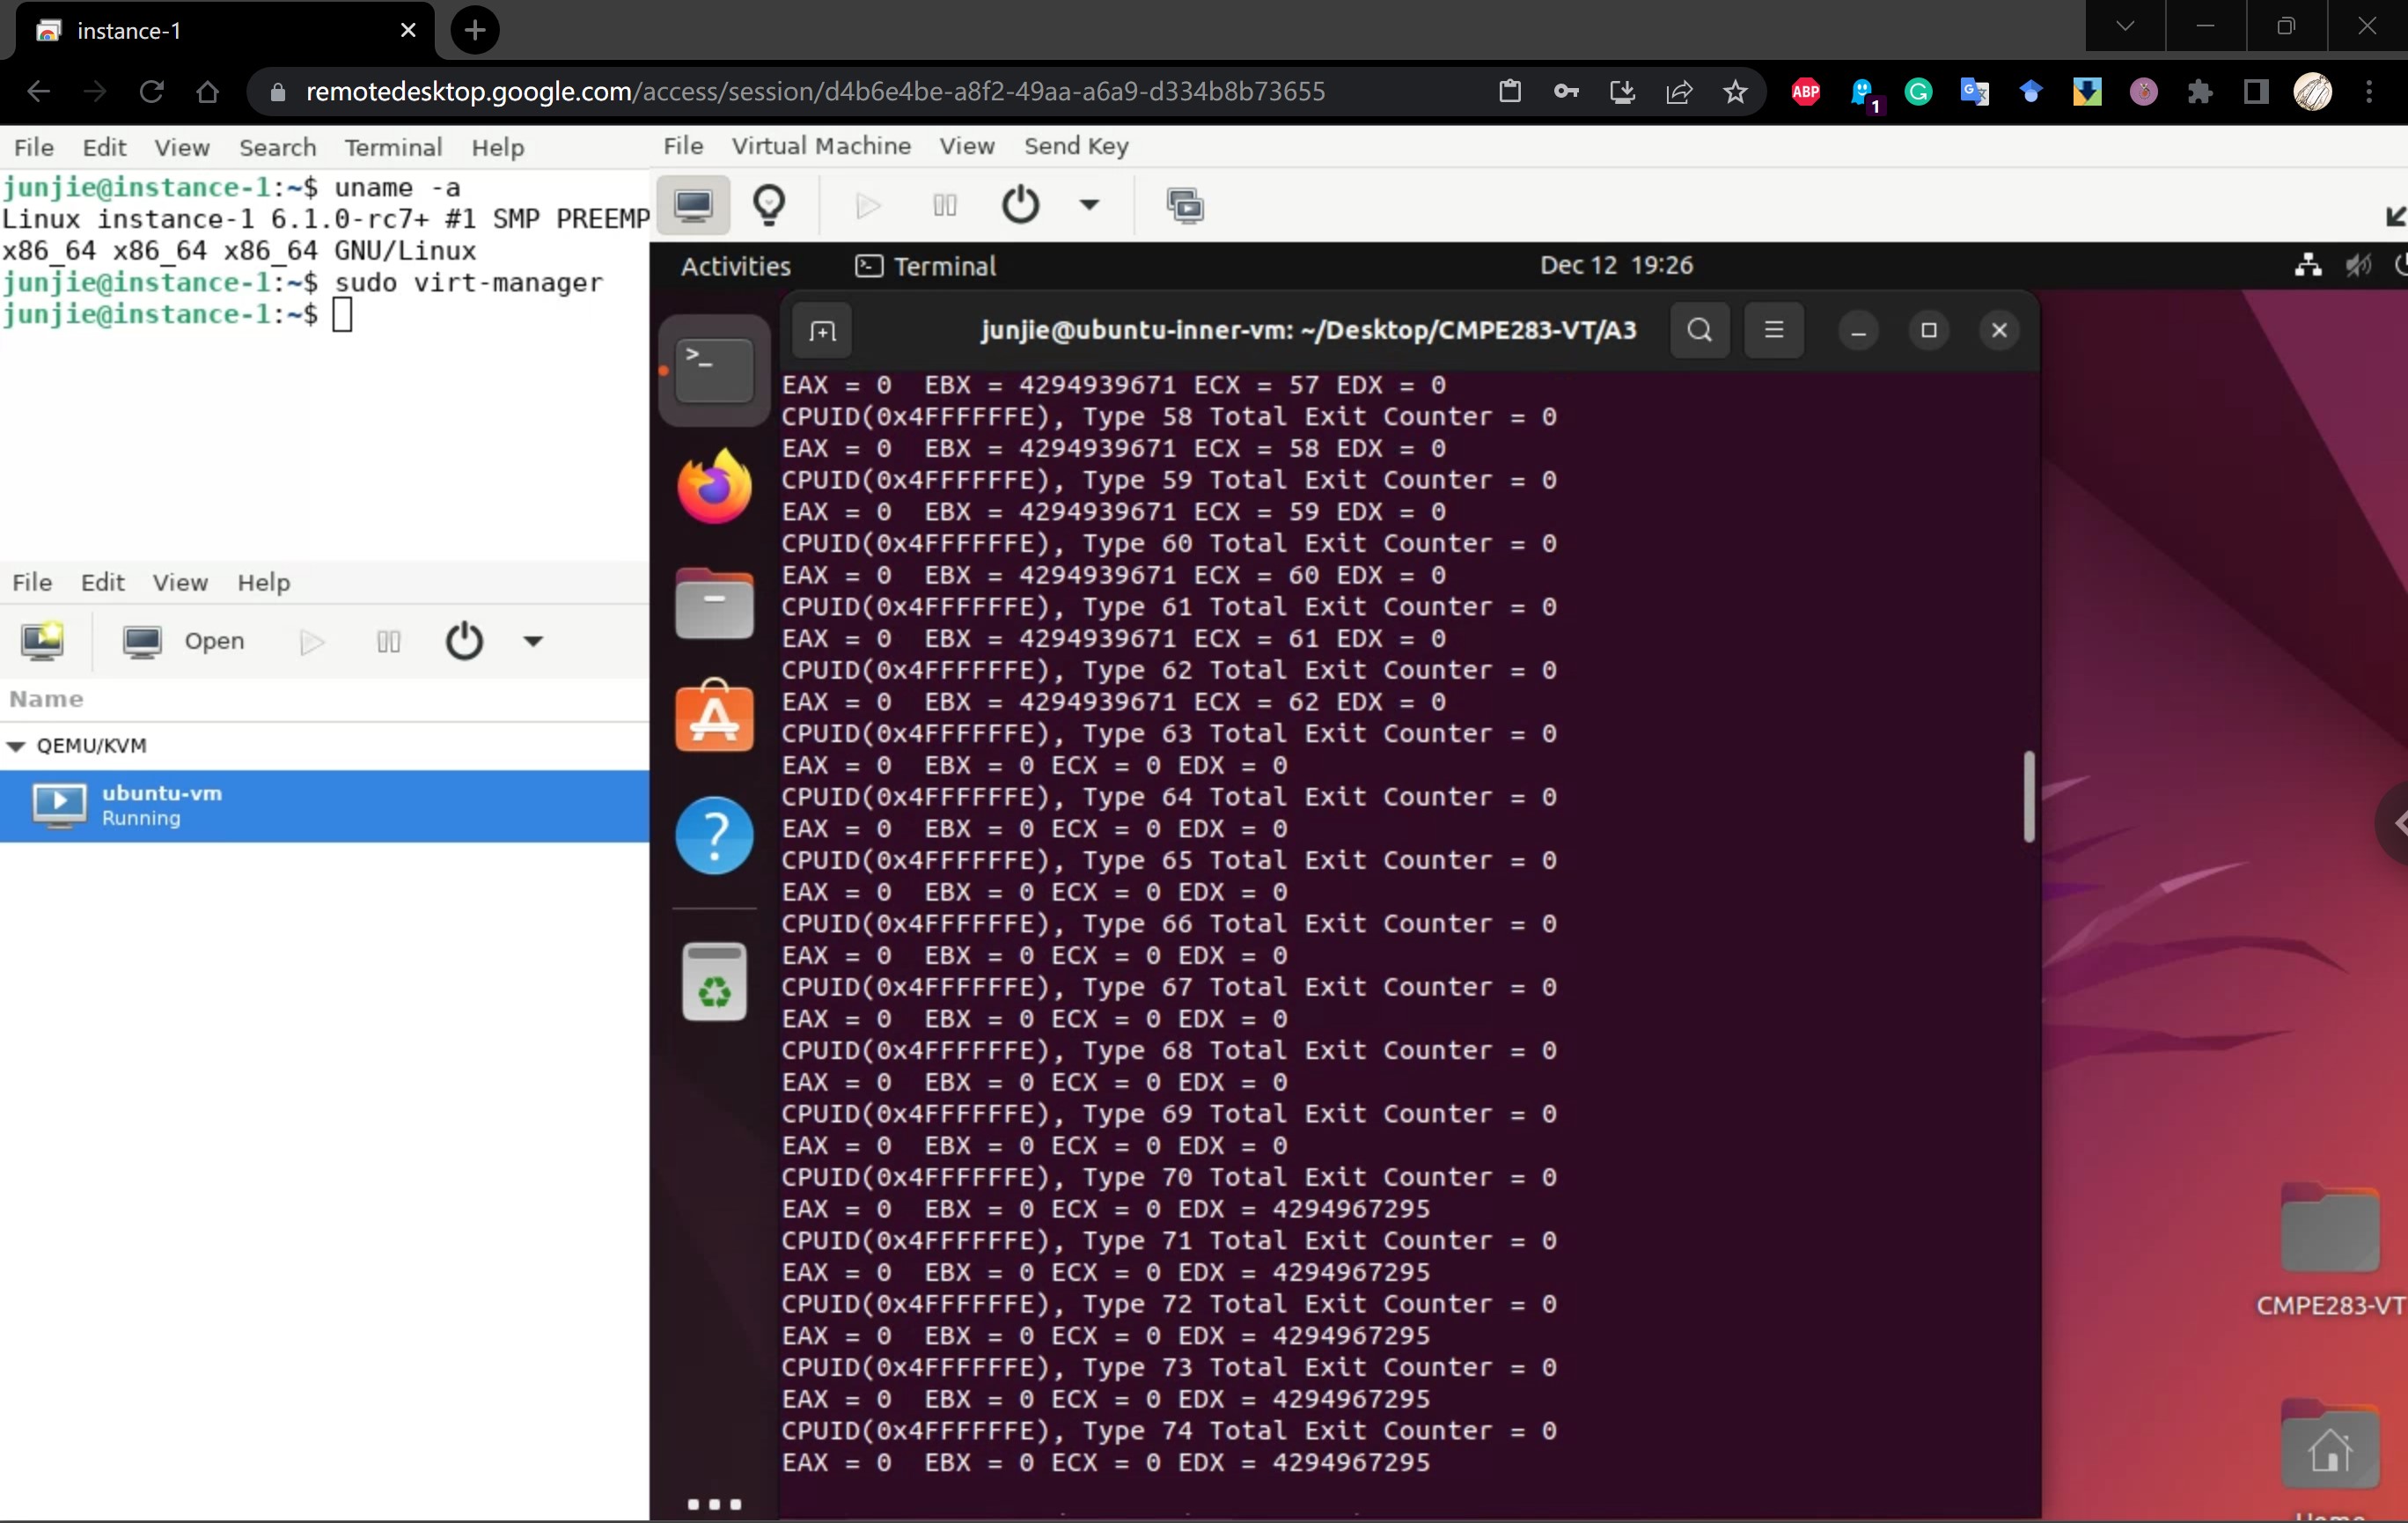 instance-1
remotedesktop.google.com/access/session/d4b6e4be-a8f2-49aa-a6a9-d334b8b73655
ABP
1
File Edit View Search Terminal Help
junjie@instance-1:~$ uname -a
Linux instance-1 6.1.0-rc7+ #1 SMP PREEMP
x86_64 x86_64 x86_64 GNU/Linux
junjie@instance-1:~$ sudo virt-manager
junjie@instance-1:~$
File Edit View Help
Open
Name
QEMU/KVM
ubuntu-vm
Running
File Virtual Machine View Send Key
Activities Terminal Dec 12 19:26
junjie@ubuntu-inner-vm: ~/Desktop/CMPE283-VT/A3
EAX = 0  EBX = 4294939671 ECX = 57 EDX = 0
CPUID(0x4FFFFFFE), Type 58 Total Exit Counter = 0
EAX = 0  EBX = 4294939671 ECX = 58 EDX = 0
CPUID(0x4FFFFFFE), Type 59 Total Exit Counter = 0
EAX = 0  EBX = 4294939671 ECX = 59 EDX = 0
CPUID(0x4FFFFFFE), Type 60 Total Exit Counter = 0
EAX = 0  EBX = 4294939671 ECX = 60 EDX = 0
CPUID(0x4FFFFFFE), Type 61 Total Exit Counter = 0
EAX = 0  EBX = 4294939671 ECX = 61 EDX = 0
CPUID(0x4FFFFFFE), Type 62 Total Exit Counter = 0
EAX = 0  EBX = 4294939671 ECX = 62 EDX = 0
CPUID(0x4FFFFFFE), Type 63 Total Exit Counter = 0
EAX = 0  EBX = 0 ECX = 0 EDX = 0
CPUID(0x4FFFFFFE), Type 64 Total Exit Counter = 0
EAX = 0  EBX = 0 ECX = 0 EDX = 0
CPUID(0x4FFFFFFE), Type 65 Total Exit Counter = 0
EAX = 0  EBX = 0 ECX = 0 EDX = 0
CPUID(0x4FFFFFFE), Type 66 Total Exit Counter = 0
EAX = 0  EBX = 0 ECX = 0 EDX = 0
CPUID(0x4FFFFFFE), Type 67 Total Exit Counter = 0
EAX = 0  EBX = 0 ECX = 0 EDX = 0
CPUID(0x4FFFFFFE), Type 68 Total Exit Counter = 0
EAX = 0  EBX = 0 ECX = 0 EDX = 0
CPUID(0x4FFFFFFE), Type 69 Total Exit Counter = 0
EAX = 0  EBX = 0 ECX = 0 EDX = 0
CPUID(0x4FFFFFFE), Type 70 Total Exit Counter = 0
EAX = 0  EBX = 0 ECX = 0 EDX = 4294967295
CPUID(0x4FFFFFFE), Type 71 Total Exit Counter = 0
EAX = 0  EBX = 0 ECX = 0 EDX = 4294967295
CPUID(0x4FFFFFFE), Type 72 Total Exit Counter = 0
EAX = 0  EBX = 0 ECX = 0 EDX = 4294967295
CPUID(0x4FFFFFFE), Type 73 Total Exit Counter = 0
EAX = 0  EBX = 0 ECX = 0 EDX = 4294967295
CPUID(0x4FFFFFFE), Type 74 Total Exit Counter = 0
EAX = 0  EBX = 0 ECX = 0 EDX = 4294967295
CMPE283-VT